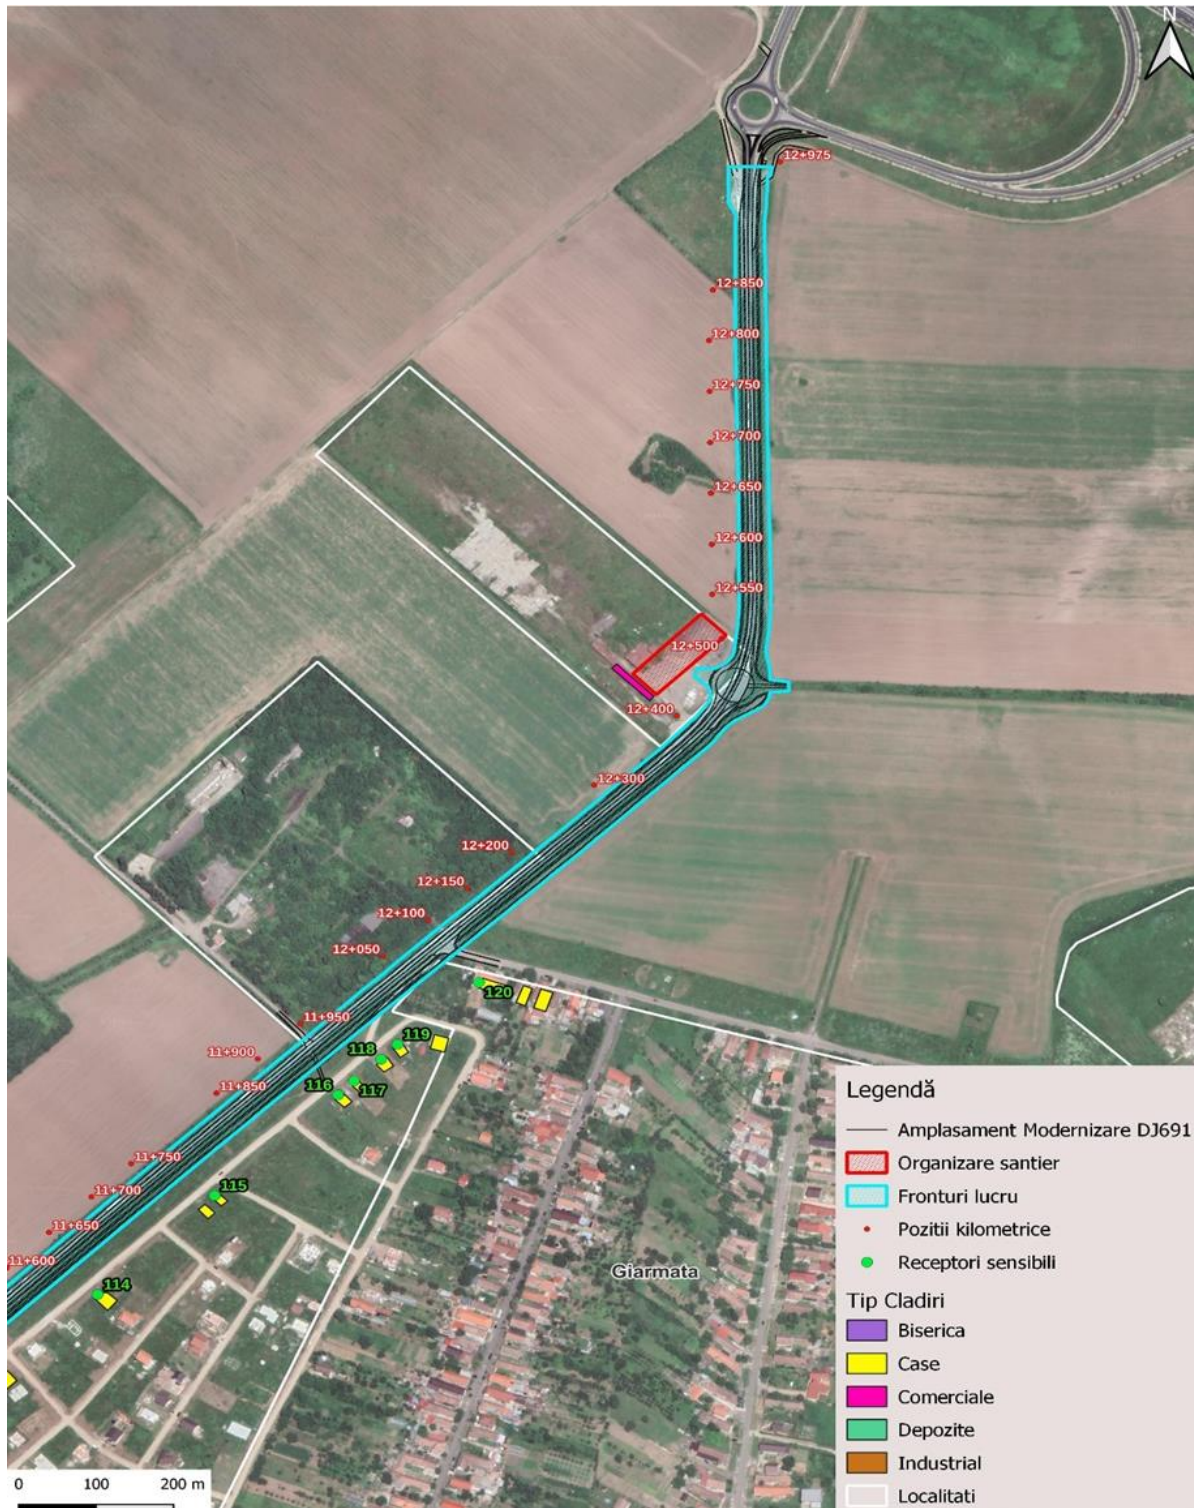 N
12+975
12+850
12+800
12+750
12+700
12+650
12+600
12+550
12+500
12+400
12+300
12+200
12+150
12+100
12+050
120
11+950
119
11+900
118
11+850
116
117
11+750
11+700
115
11+650
11+600
114
Giarmata
Legendă
Amplasament Modernizare DJ691
Organizare santier
Fronturi lucru
Pozitii kilometrice
Receptori sensibili
Tip Cladiri
Biserica
Case
Comerciale
Depozite
Industrial
Localitati
0 100 200 m